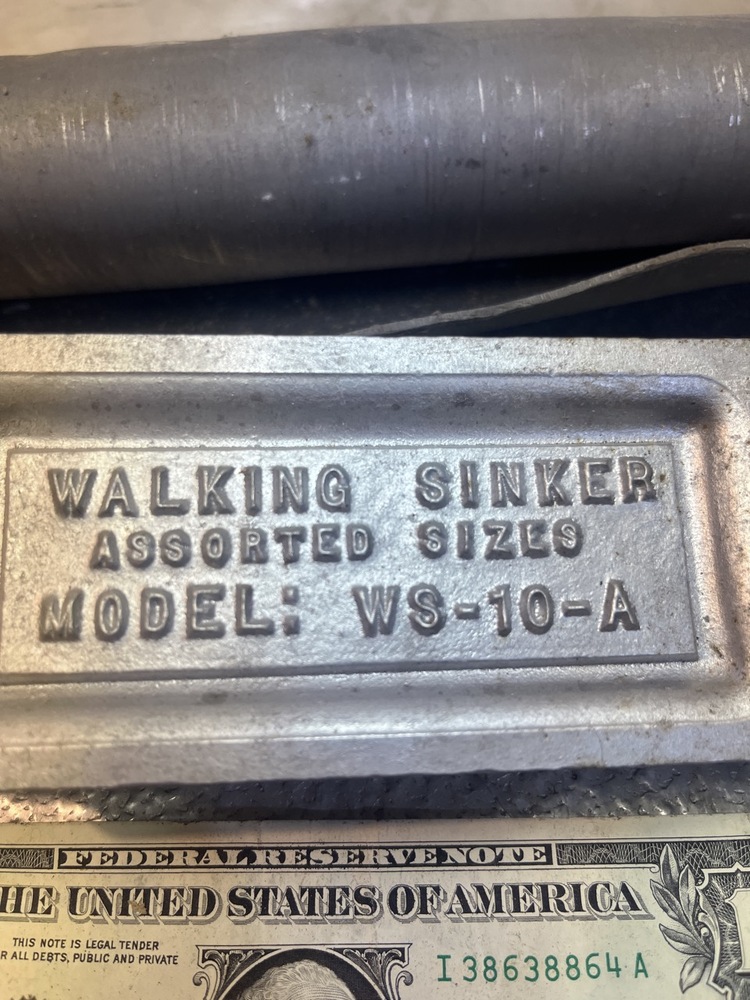 WALKING SINKER
ASSORTED SIZES
MODEL: WS-10-A
FEDERAL RESERVE NOTE
THE UNITED STATES OF AMERICA
THIS NOTE IS LEGAL TENDER
FOR ALL DEBTS, PUBLIC AND PRIVATE
I 38638864 A